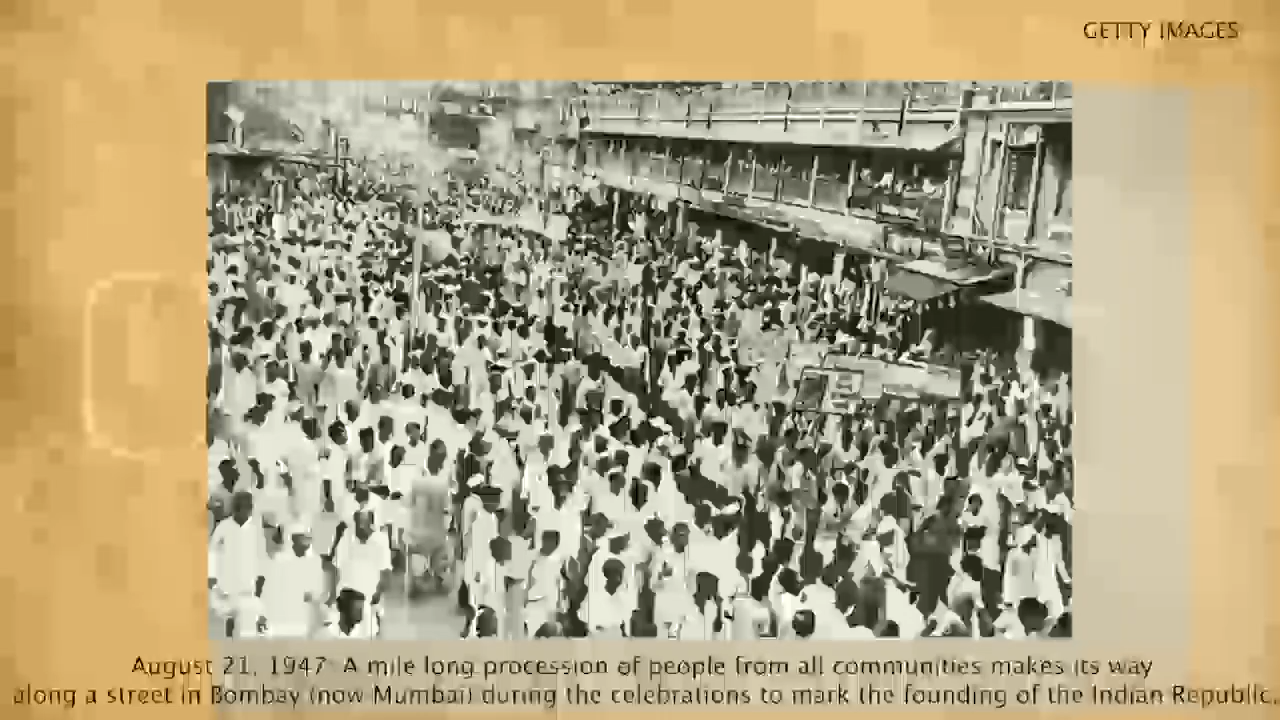 GETTY IMAGES
August 21, 1947: A mile long procession of people from all communities makes its way
along a street in Bombay (now Mumbai) during the celebrations to mark the founding of the Indian Republic.